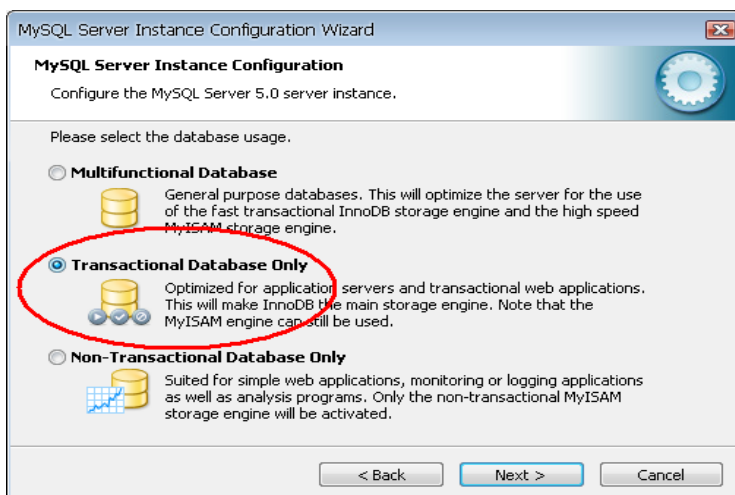 MySQL Server Instance Configuration Wizard
MySQL Server Instance Configuration
Configure the MySQL Server 5.0 server instance.
Please select the database usage.
Multifunctional Database
General purpose databases. This will optimize the server for the use
of the fast transactional InnoDB storage engine and the high speed
MyISAM storage engine.
Transactional Database Only
Optimized for application servers and transactional web applications.
This will make InnoDB the main storage engine. Note that the
MyISAM engine can still be used.
Non-Transactional Database Only
Suited for simple web applications, monitoring or logging applications
as well as analysis programs. Only the non-transactional MyISAM
storage engine will be activated.
< Back Next > Cancel